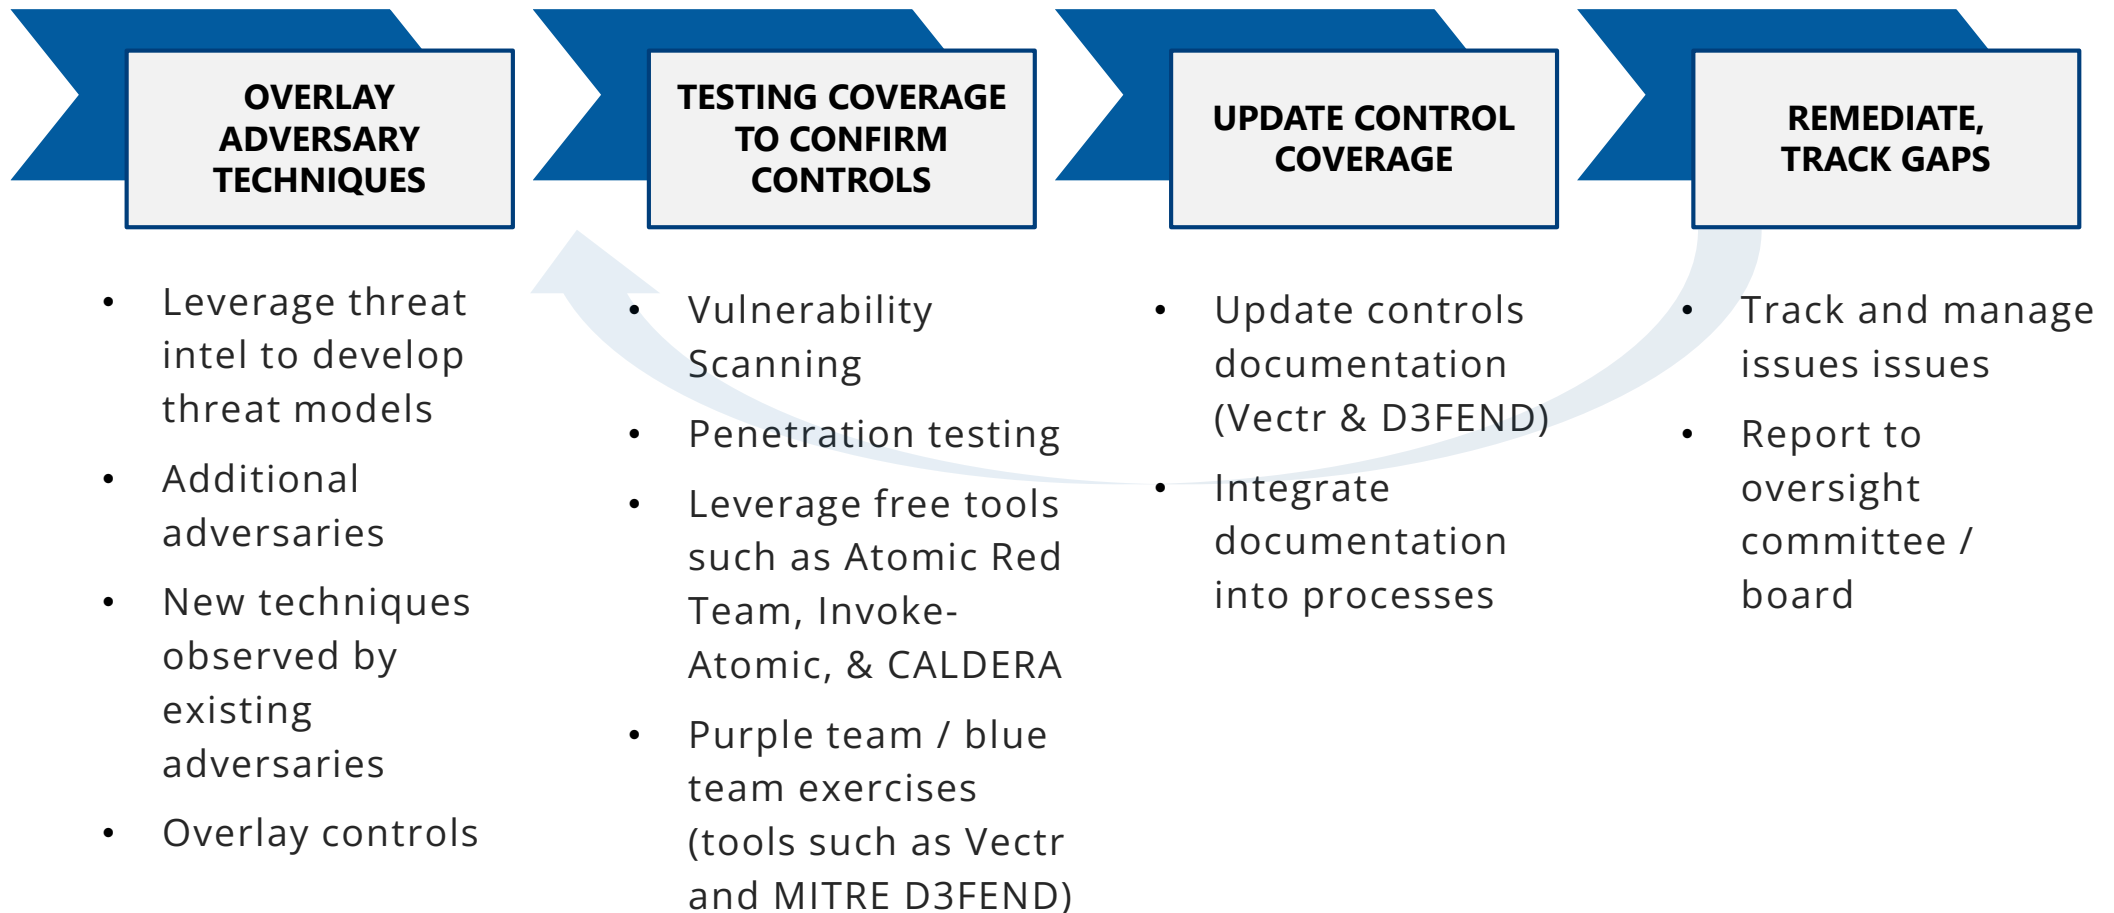 OVERLAY
ADVERSARY
TECHNIQUES
• Leverage threat
intel to develop
threat models
• Additional
adversaries
• New techniques
observed by
existing
adversaries
• Overlay controls
TESTING COVERAGE
TO CONFIRM
CONTROLS
• Vulnerability
Scanning
• Penetration testing
• Leverage free tools
such as Atomic Red
Team, Invoke-
Atomic, & CALDERA
• Purple team / blue
team exercises
(tools such as Vectr
and MITRE D3FEND)
UPDATE CONTROL
COVERAGE
• Update controls
documentation
(Vectr & D3FEND)
• Integrate
documentation
into processes
REMEDIATE,
TRACK GAPS
• Track and manage
issues issues
• Report to
oversight
committee /
board